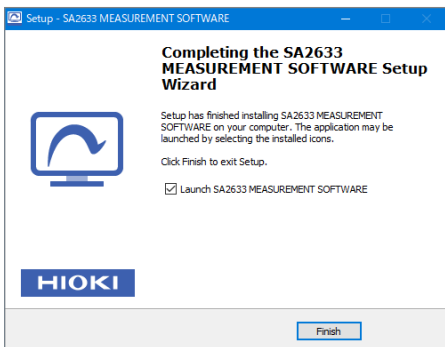 Setup - SA2633 MEASUREMENT SOFTWARE
Completing the SA2633
MEASUREMENT SOFTWARE Setup
Wizard
Setup has finished installing SA2633 MEASUREMENT
SOFTWARE on your computer. The application may be
launched by selecting the installed icons.
Click Finish to exit Setup.
Launch SA2633 MEASUREMENT SOFTWARE
HIOKI
Finish